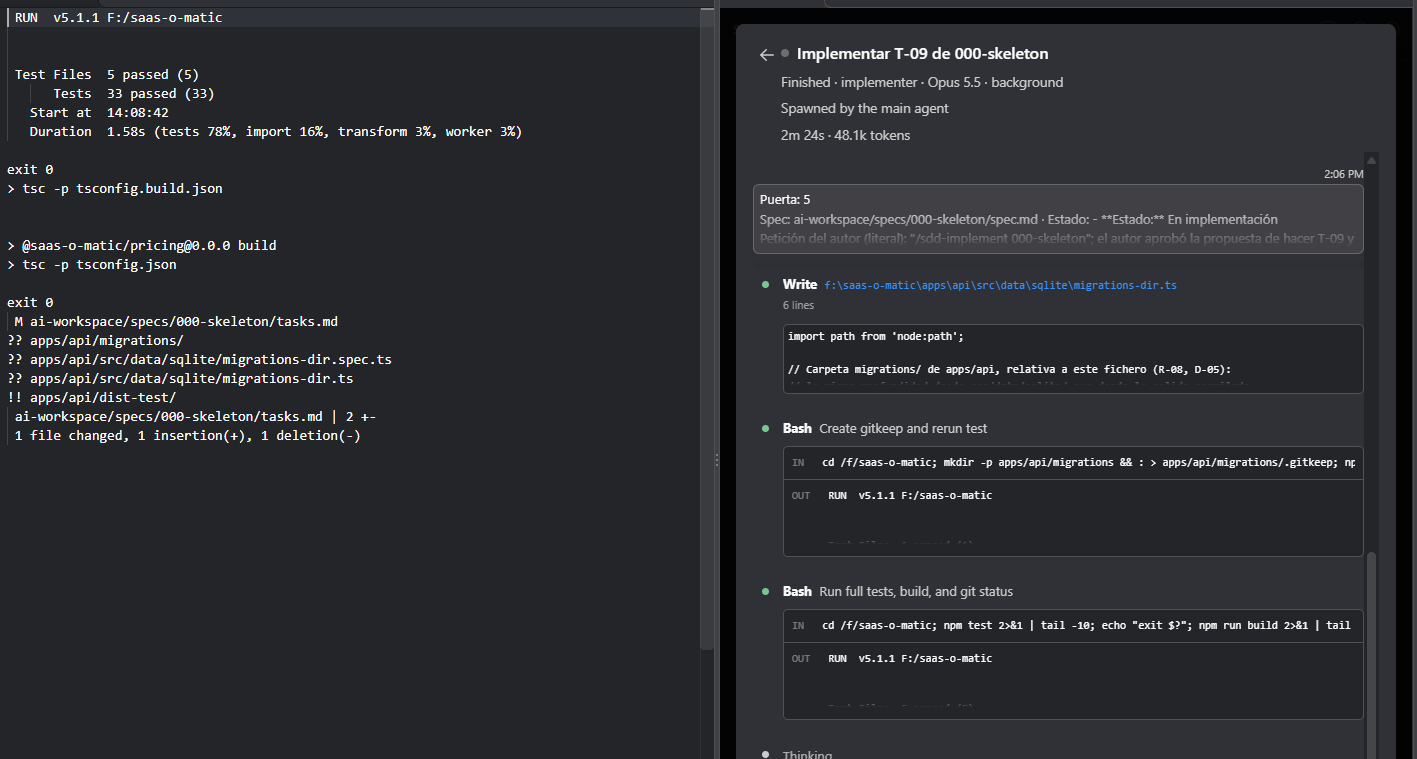 RUN  v5.1.1 F:/saas-o-matic
Test Files  5 passed (5)
Tests  33 passed (33)
Start at  14:08:42
Duration  1.58s (tests 78%, import 16%, transform 3%, worker 3%)
exit 0
> tsc -p tsconfig.build.json
> @saas-o-matic/pricing@0.0.0 build
> tsc -p tsconfig.json
exit 0
M ai-workspace/specs/000-skeleton/tasks.md
?? apps/api/migrations/
?? apps/api/src/data/sqlite/migrations-dir.spec.ts
?? apps/api/src/data/sqlite/migrations-dir.ts
!! apps/api/dist-test/
ai-workspace/specs/000-skeleton/tasks.md | 2 +-
1 file changed, 1 insertion(+), 1 deletion(-)
Implementar T-09 de 000-skeleton
Finished · implementer · Opus 5.5 · background
Spawned by the main agent
2m 24s · 48.1k tokens
2:06 PM
Puerta: 5
Spec: ai-workspace/specs/000-skeleton/spec.md · Estado: - **Estado:** En implementación
Petición del autor (literal): "/sdd-implement 000-skeleton"; el autor aprobó la propuesta de hacer T-09 y
Write f:\saas-o-matic\apps\api\src\data\sqlite\migrations-dir.ts
6 lines
import path from 'node:path';
// Carpeta migrations/ de apps/api, relativa a este fichero (R-08, D-05):
Bash Create gitkeep and rerun test
IN cd /f/saas-o-matic; mkdir -p apps/api/migrations && : > apps/api/migrations/.gitkeep; np
OUT RUN  v5.1.1 F:/saas-o-matic
Bash Run full tests, build, and git status
IN cd /f/saas-o-matic; npm test 2>&1 | tail -10; echo "exit $?"; npm run build 2>&1 | tail
OUT RUN  v5.1.1 F:/saas-o-matic
Thinking